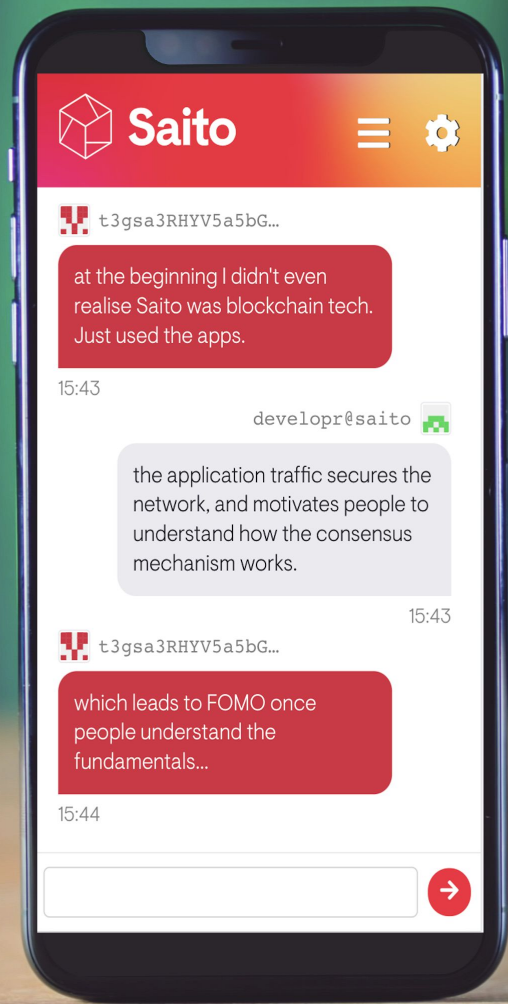 Saito
t3gsa3RHYV5a5bG…
at the beginning I didn't even
realise Saito was blockchain tech.
Just used the apps.
15:43
developr@saito
the application traffic secures the
network, and motivates people to
understand how the consensus
mechanism works.
15:43
t3gsa3RHYV5a5bG…
which leads to FOMO once
people understand the
fundamentals...
15:44